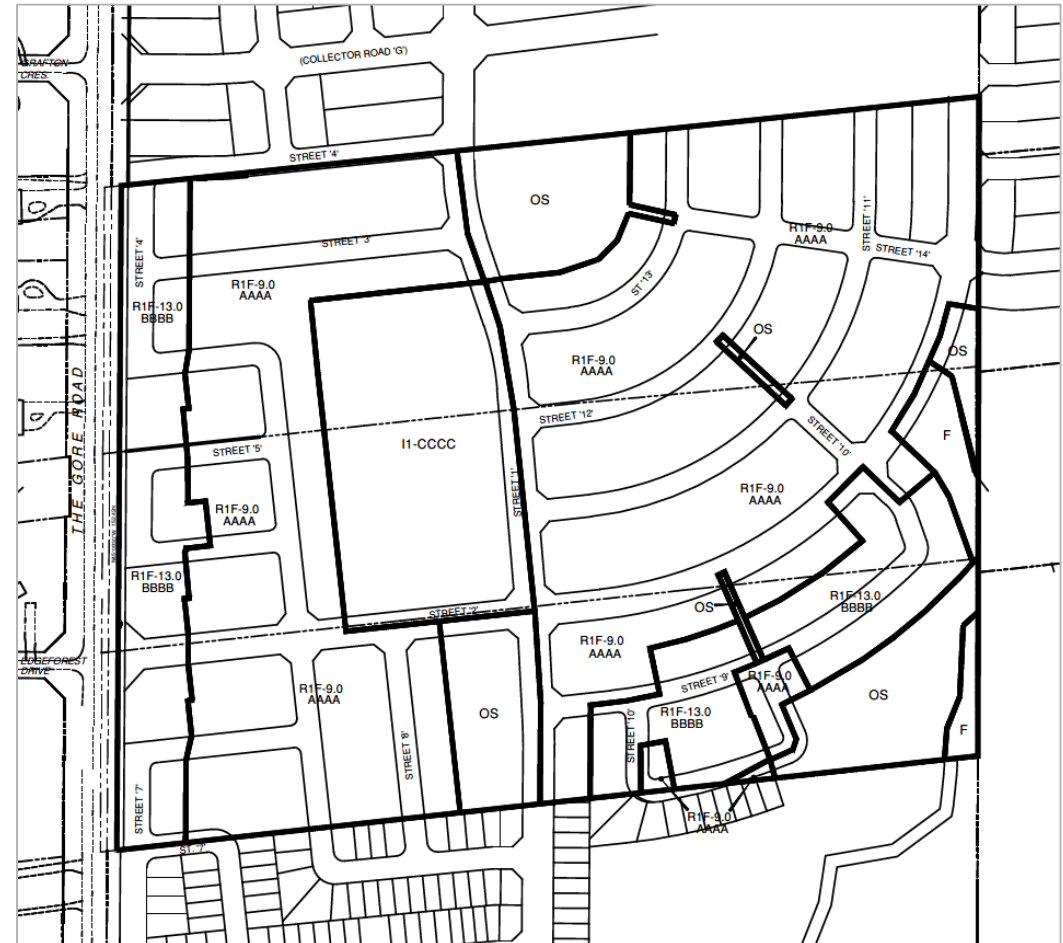 (COLLECTOR ROAD 'G')
GRAFTON
CRES.
STREET '4'
OS
STREET '11'
R1F-9.0
AAAA
STREET '3'
STREET '4'
STREET '14'
ST '13'
R1F-9.0
AAAA
R1F-13.0
BBBB
OS
OS
R1F-9.0
AAAA
THE GORE ROAD
STREET '12'
STREET '10'
F
I1-CCCC
STREET '5'
STREET '1'
R1F-9.0
AAAA
R1F-9.0
AAAA
R1F-13.0
BBBB
R1F-13.0
BBBB
OS
STREET '2'
R1F-9.0
AAAA
EDGEFOREST
DRIVE
R1F-9.0
AAAA
STREET '9'
R1F-9.0
AAAA
OS
OS
R1F-13.0
BBBB
STREET '10'
F
STREET '8'
STREET '7'
R1F-9.0
AAAA
ST. '7'